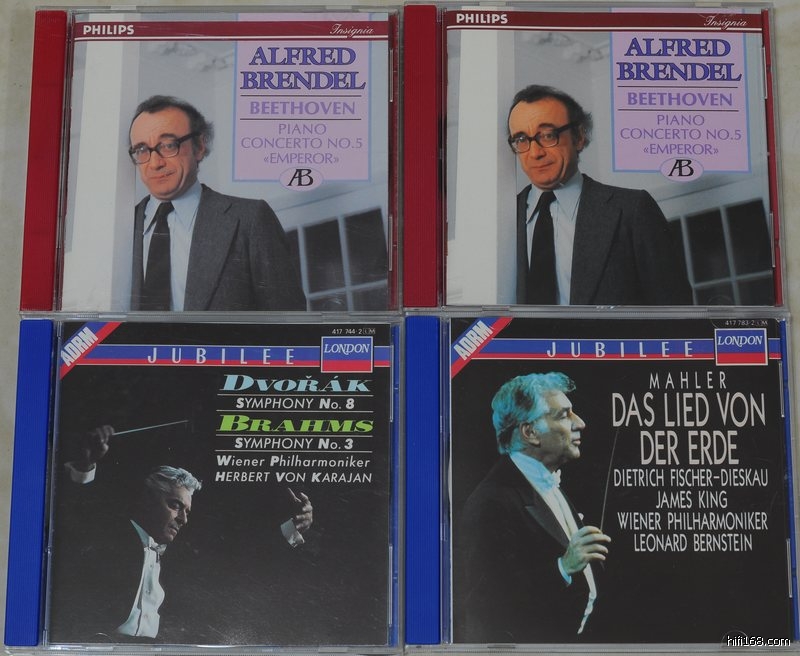 PHILIPS
Insignia
ALFRED
BRENDEL
BEETHOVEN
PIANO
CONCERTO NO.5
«EMPEROR»
AB
PHILIPS
Insignia
ALFRED
BRENDEL
BEETHOVEN
PIANO
CONCERTO NO.5
«EMPEROR»
AB
417 744-2 LM
ADRM
JUBILEE
LONDON
DVOŘÁK
SYMPHONY No. 8
BRAHMS
SYMPHONY No. 3
Wiener Philharmoniker
HERBERT VON KARAJAN
417 783-2 LM
ADRM
JUBILEE
LONDON
MAHLER
DAS LIED VON
DER ERDE
DIETRICH FISCHER-DIESKAU
JAMES KING
WIENER PHILHARMONIKER
LEONARD BERNSTEIN
hifi168.com